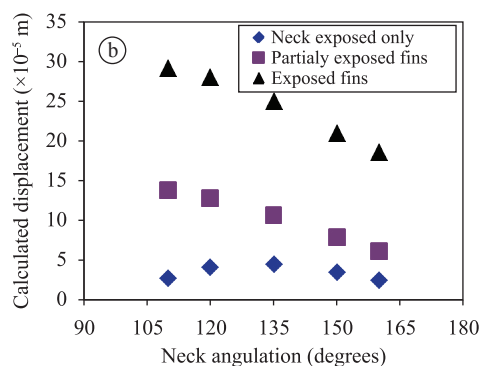 35
30
25
20
15
10
5
0
Calculated displacement (×10⁻⁵ m)
b
Neck exposed only
Partialy exposed fins
Exposed fins
90 105 120 135 150 165 180
Neck angulation (degrees)